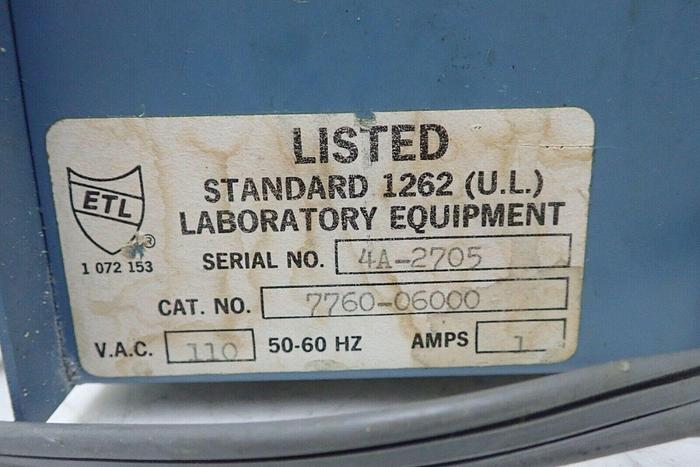 LISTED
STANDARD 1262 (U.L.)
LABORATORY EQUIPMENT
ETL
®
1 072 153
SERIAL NO. 4A-2705
CAT. NO. 7760-06000
V.A.C. 110 50-60 HZ AMPS 1